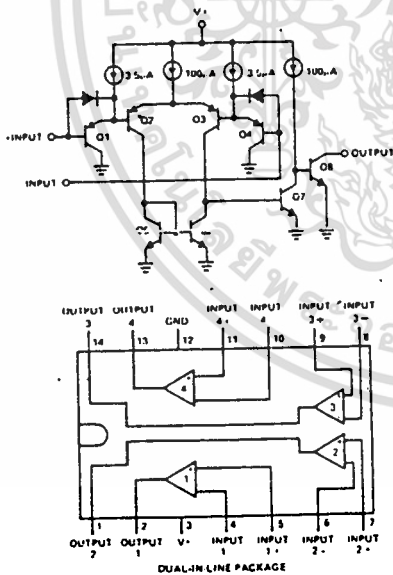 V+
3.5µA 100µA 3.5µA 100µA
+INPUT Q1 Q2 Q3 Q4 OUTPUT
Q8
INPUT
Q7
OUTPUT OUTPUT GND INPUT INPUT INPUT INPUT
3 4 4+ 4 3+ 3-
14 13 12 11 10 9 8
4
3
2
1
1 2 3 4 5 6 7
OUTPUT OUTPUT V+ INPUT INPUT INPUT INPUT
2 1 1 1+ 2- 2+
DUAL-IN-LINE PACKAGE